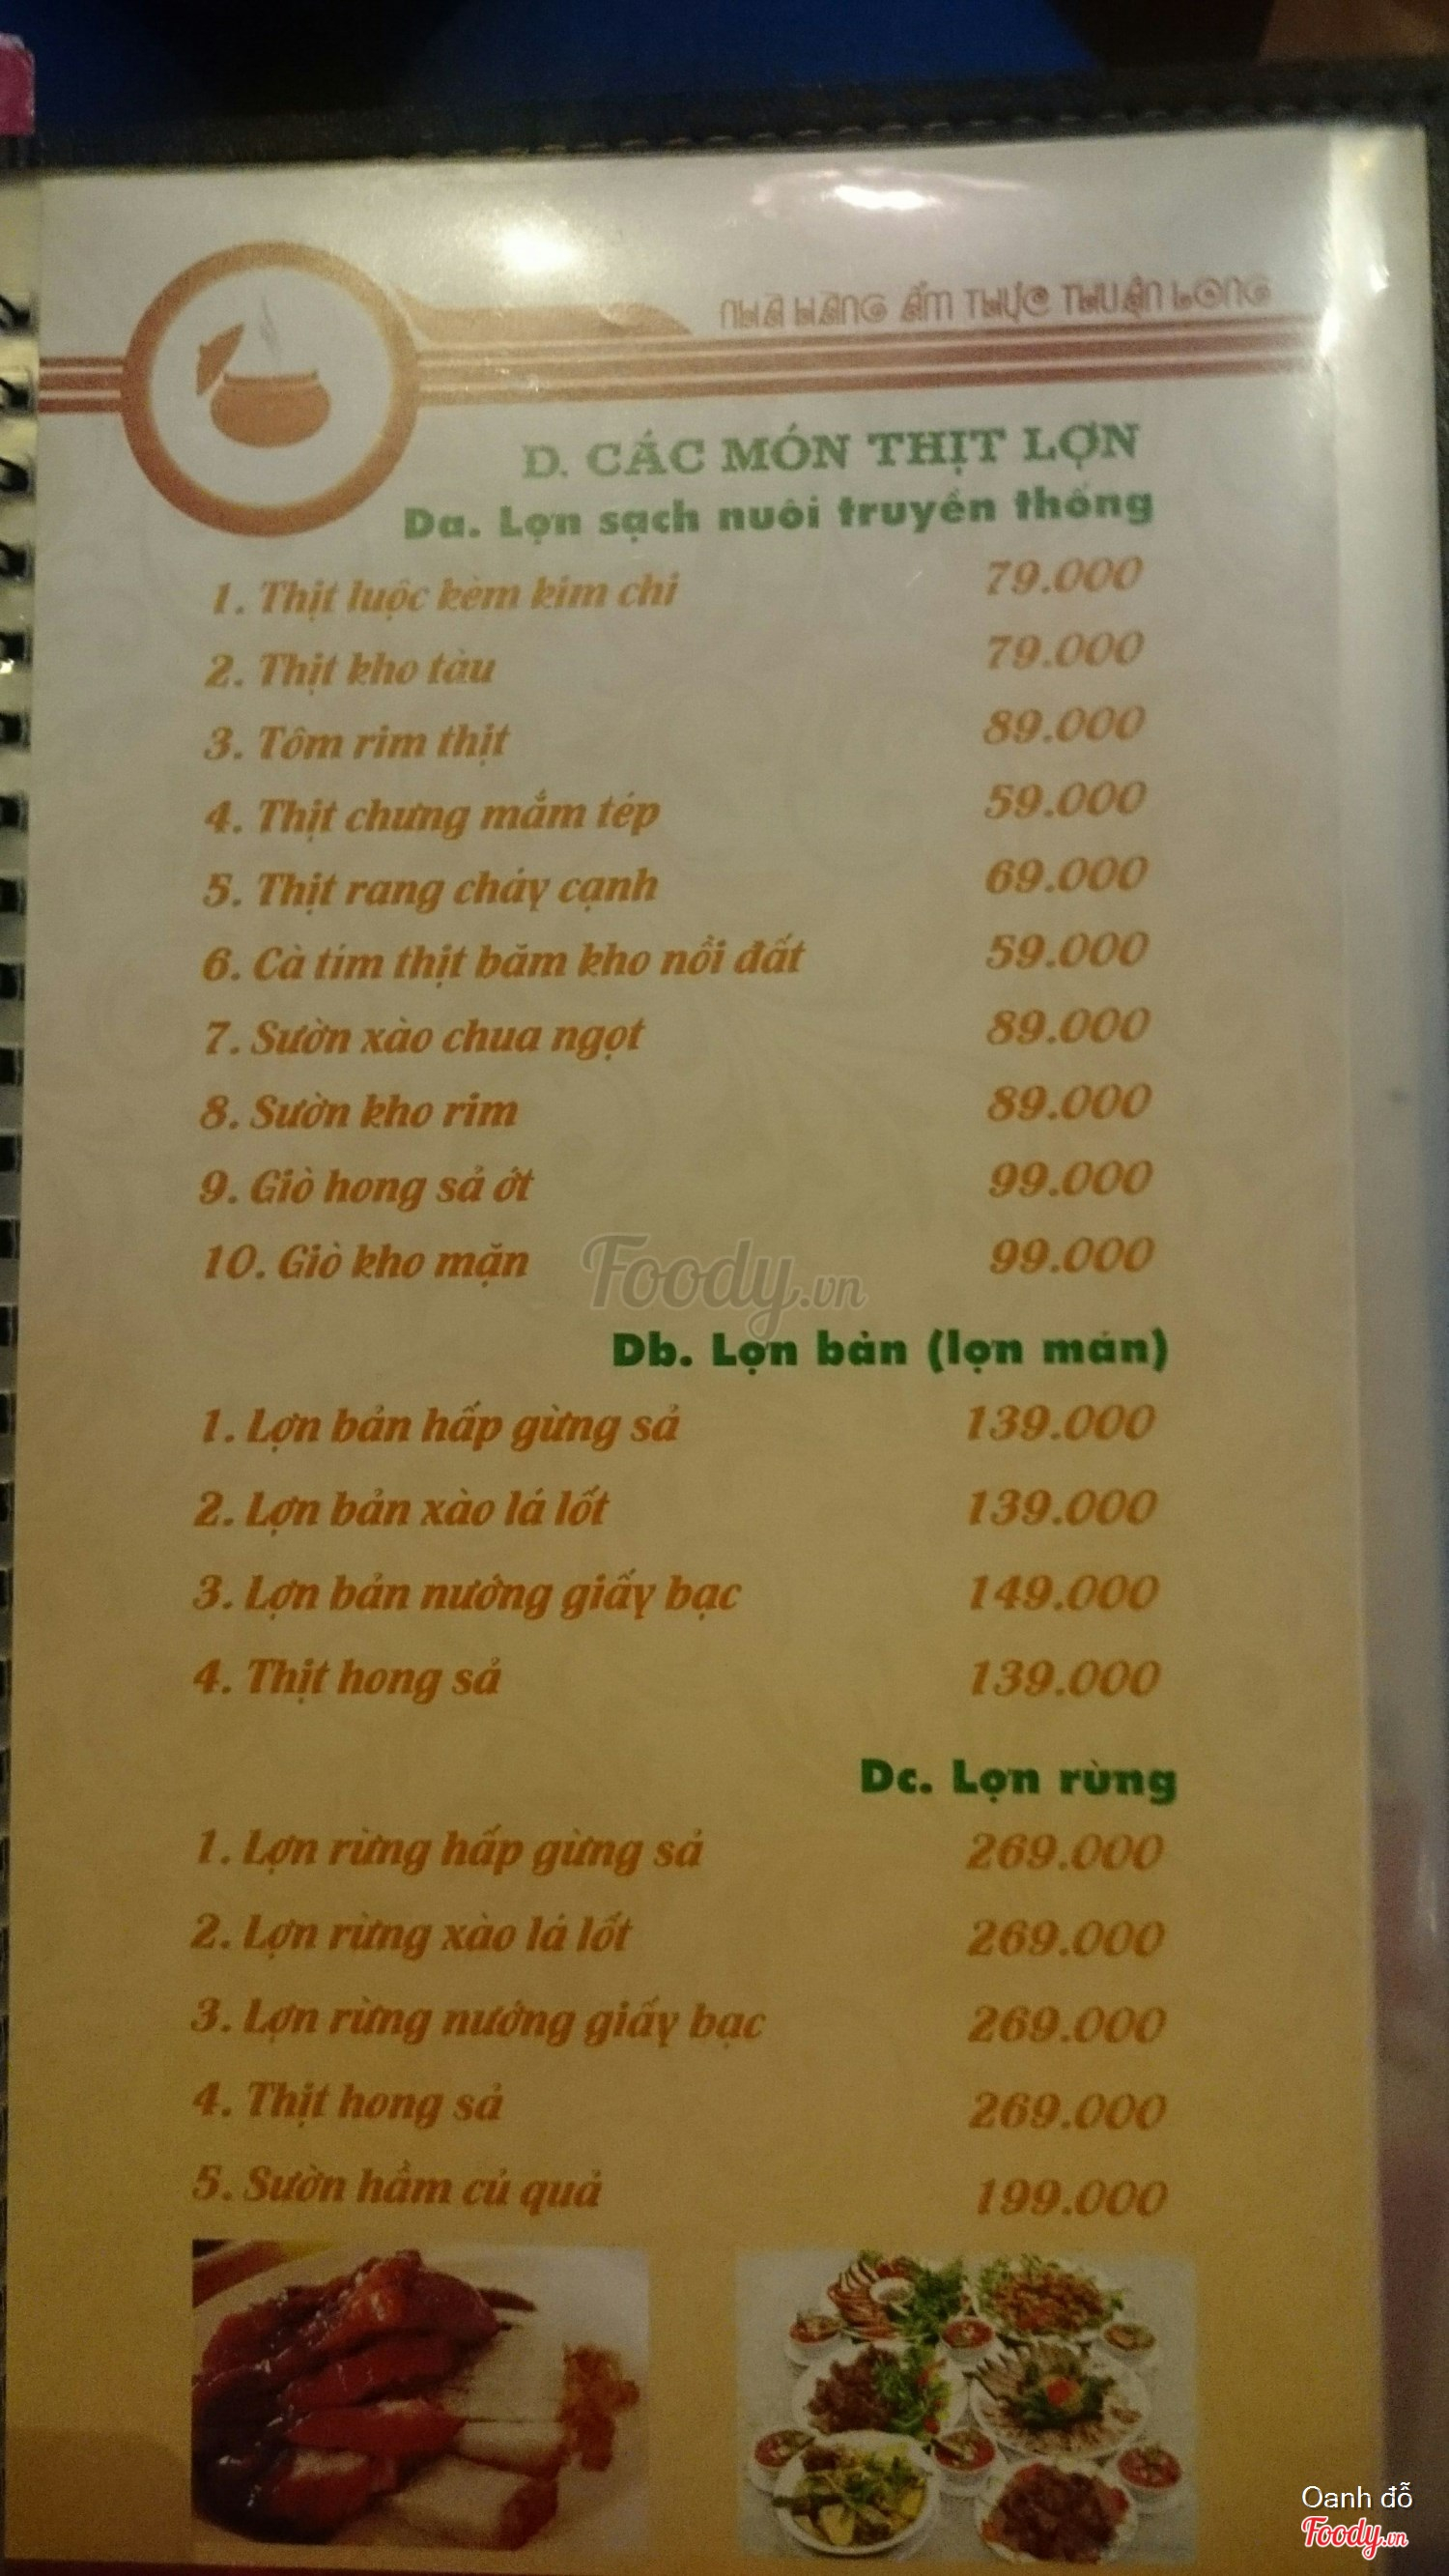 NHÀ HÀNG ẨM THỰC THUẬN LONG
D. CÁC MÓN THỊT LỢN
Da. Lợn sạch nuôi truyền thống
1. Thịt luộc kèm kim chi 79.000
2. Thịt kho tàu 79.000
3. Tôm rim thịt 89.000
4. Thịt chưng mắm tép 59.000
5. Thịt rang cháy cạnh 69.000
6. Cà tím thịt băm kho nồi đất 59.000
7. Sườn xào chua ngọt 89.000
8. Sườn kho rim 89.000
9. Giò hong sả ớt 99.000
10. Giò kho mặn 99.000
Foody.vn
Db. Lợn bản (lợn mán)
1. Lợn bản hấp gừng sả 139.000
2. Lợn bản xào lá lốt 139.000
3. Lợn bản nướng giấy bạc 149.000
4. Thịt hong sả 139.000
Dc. Lợn rừng
1. Lợn rừng hấp gừng sả 269.000
2. Lợn rừng xào lá lốt 269.000
3. Lợn rừng nướng giấy bạc 269.000
4. Thịt hong sả 269.000
5. Sườn hầm củ quả 199.000
Oanh đỗ
Foody.vn